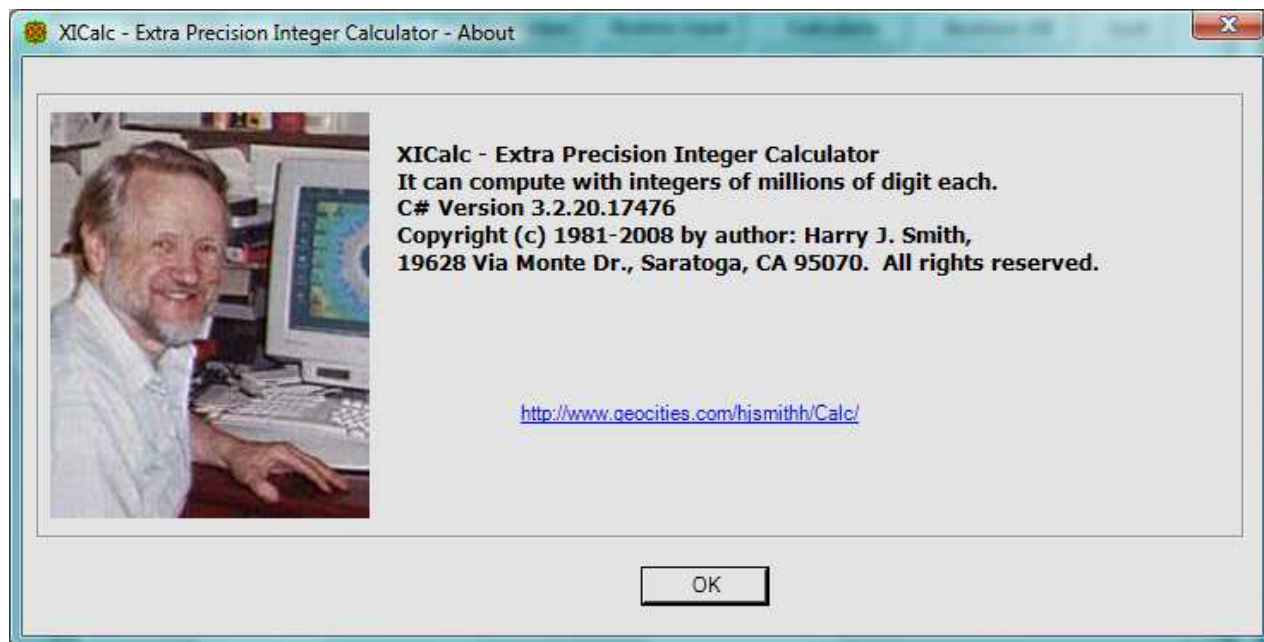 XICalc - Extra Precision Integer Calculator - About
XICalc - Extra Precision Integer Calculator
It can compute with integers of millions of digit each.
C# Version 3.2.20.17476
Copyright (c) 1981-2008 by author: Harry J. Smith,
19628 Via Monte Dr., Saratoga, CA 95070.  All rights reserved.
http://www.geocities.com/hjsmithh/Calc/
OK